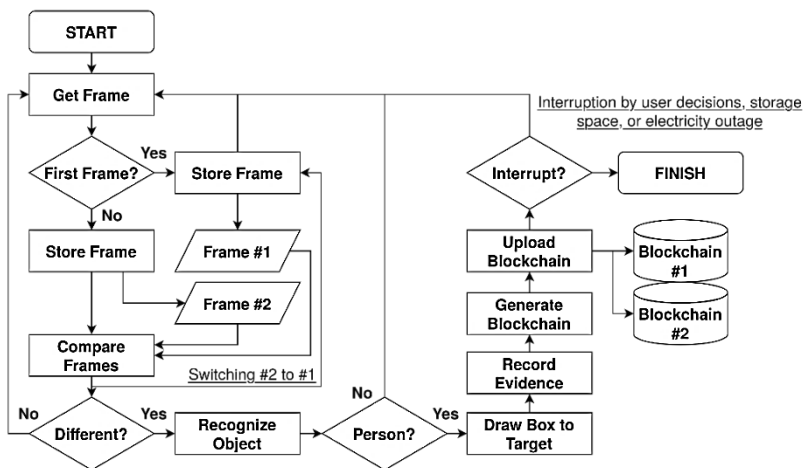 START
Get Frame
Interruption by user decisions, storage
space, or electricity outage
First Frame?
Yes
Store Frame
Interrupt?
FINISH
No
Store Frame
Frame #1
Upload
Blockchain
Blockchain
#1
Frame #2
Generate
Blockchain
Blockchain
#2
Compare
Frames
Switching #2 to #1
Record
Evidence
No
Different?
Yes
Recognize
Object
No
Person?
Yes
Draw Box to
Target